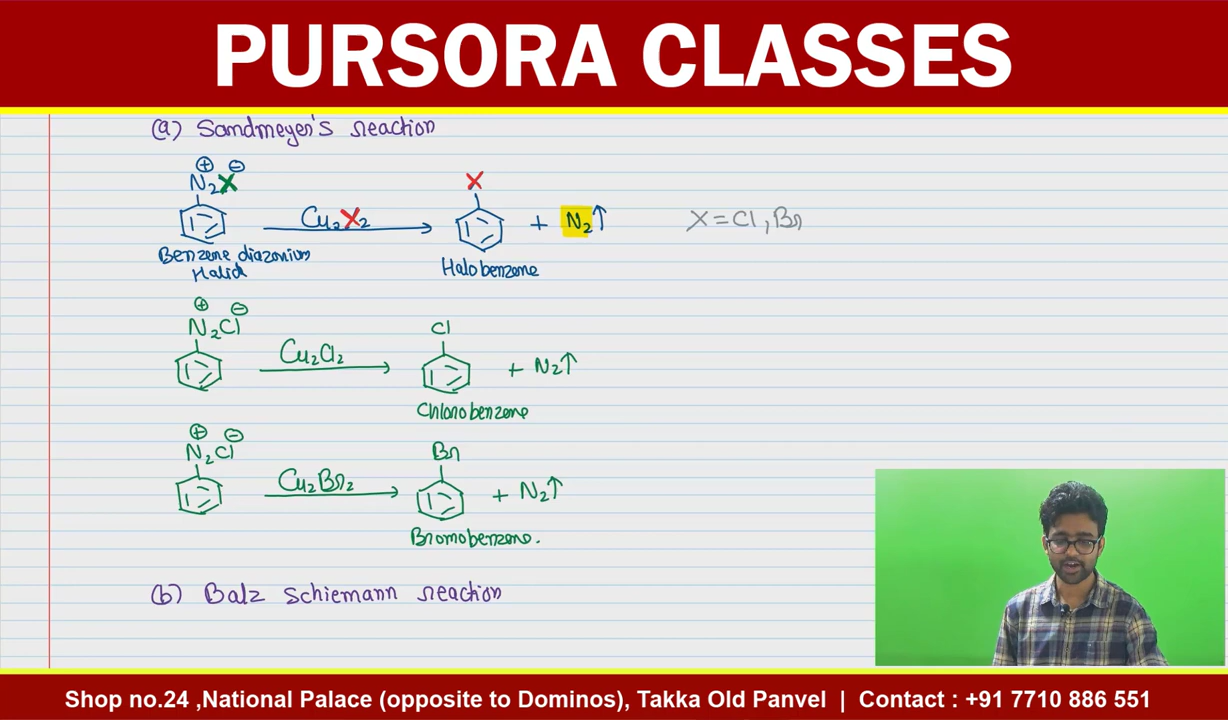 PURSORA CLASSES
(a) Sandmeyer's reaction
⊕ ⊖
N₂X
Cu₂X₂
X
+ N₂↑
X = Cl, Br
Benzene diazonium
Halid
Halobenzene
⊕ ⊖
N₂Cl
Cu₂Cl₂
Cl
+ N₂↑
Chlorobenzene
⊕ ⊖
N₂Cl
Cu₂Br₂
Br
+ N₂↑
Bromobenzene.
(b) Balz Schiemann reaction
Shop no.24 ,National Palace (opposite to Dominos), Takka Old Panvel | Contact : +91 7710 886 551